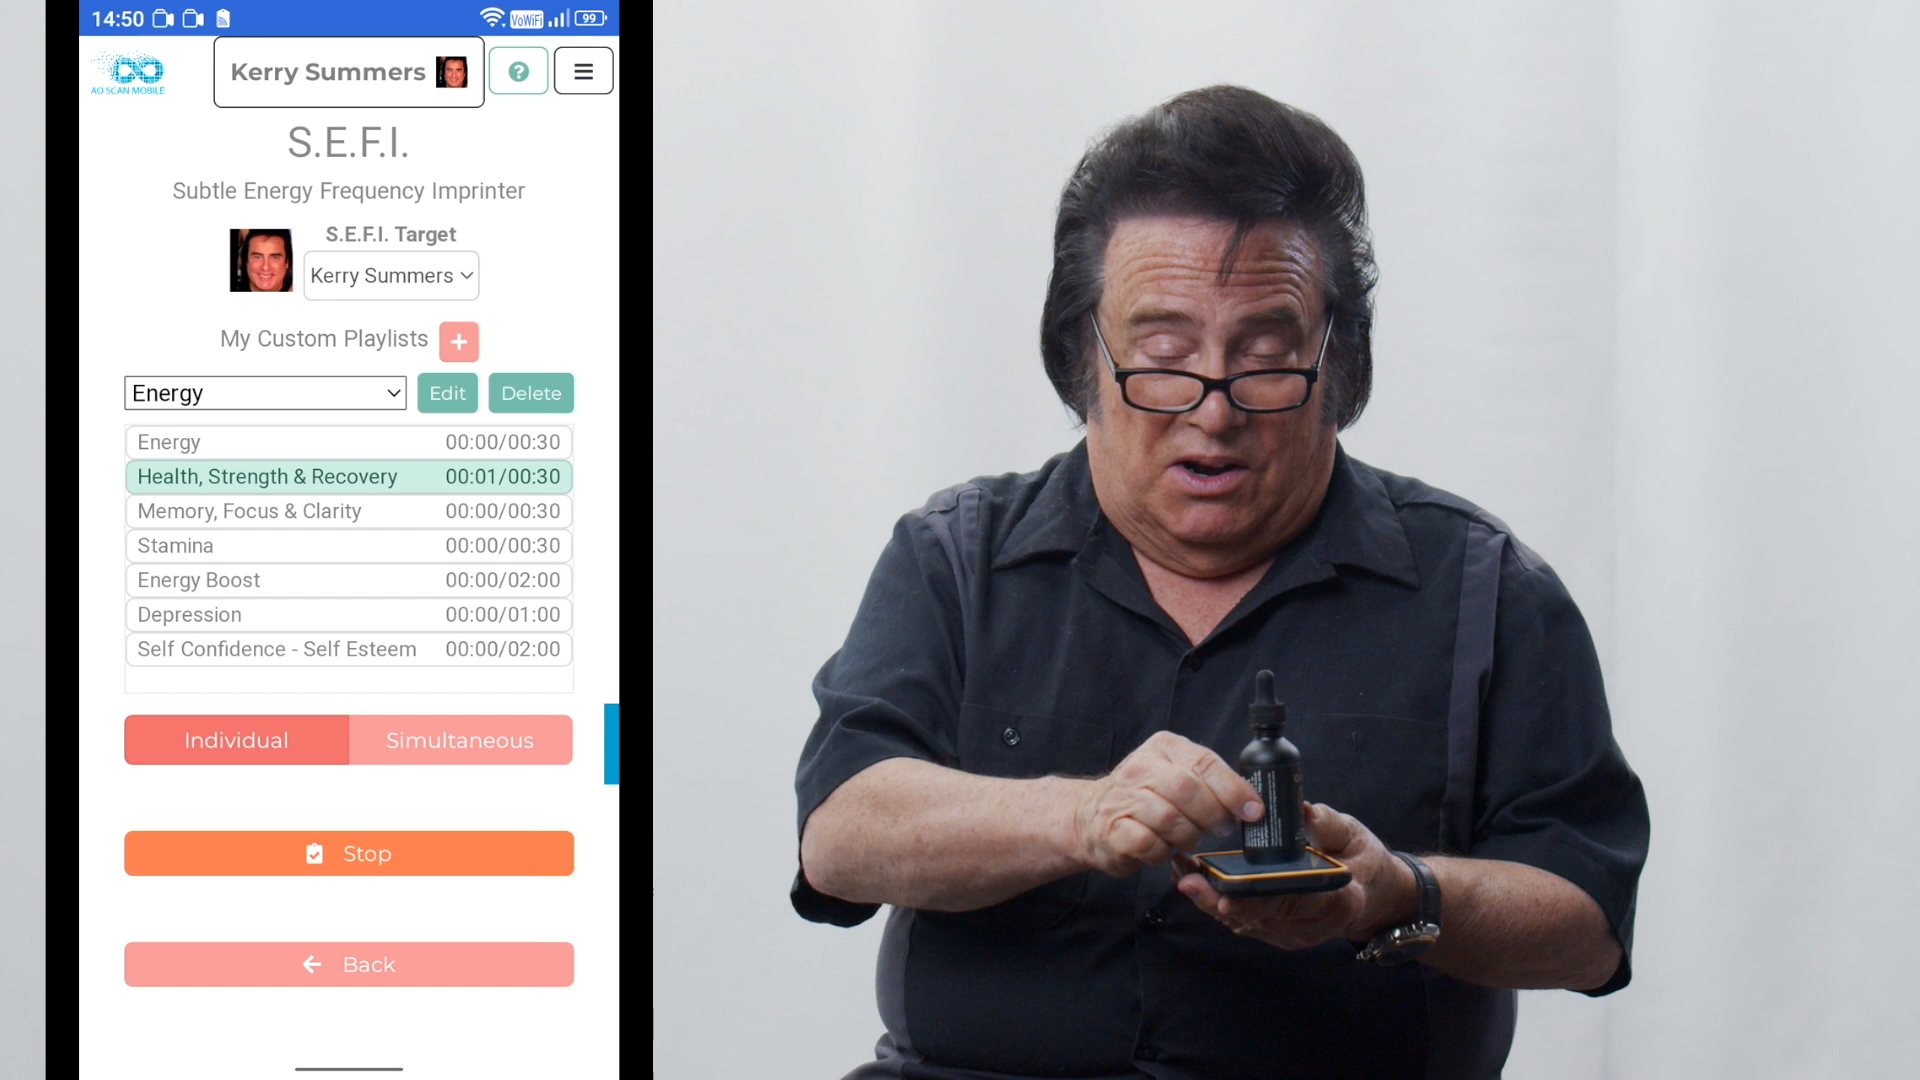 14:50
VoWiFi
99
AO SCAN MOBILE
Kerry Summers
?
S.E.F.I.
Subtle Energy Frequency Imprinter
S.E.F.I. Target
Kerry Summers
My Custom Playlists +
Energy
Edit
Delete
Energy 00:00/00:30
Health, Strength & Recovery 00:01/00:30
Memory, Focus & Clarity 00:00/00:30
Stamina 00:00/00:30
Energy Boost 00:00/02:00
Depression 00:00/01:00
Self Confidence - Self Esteem 00:00/02:00
Individual
Simultaneous
Stop
Back